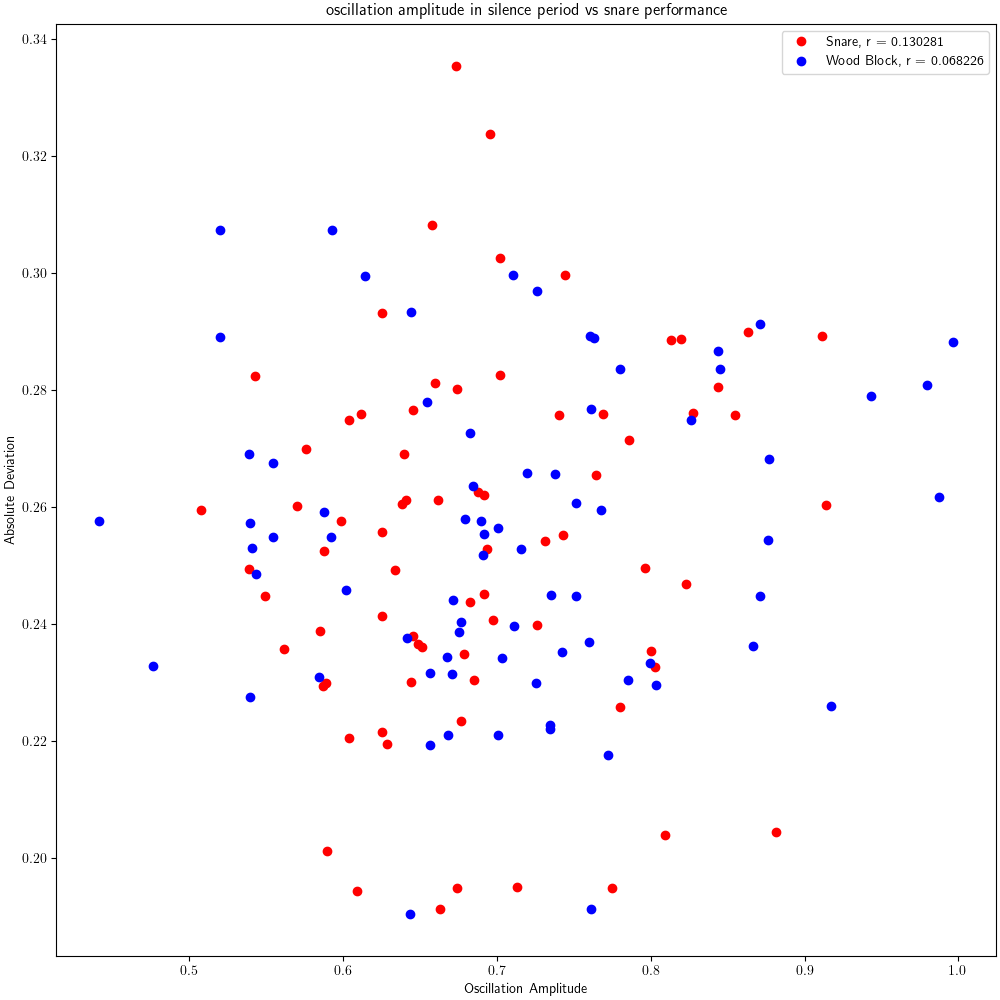 oscillation amplitude in silence period vs snare performance
Snare, r = 0.130281
Wood Block, r = 0.068226
0.34
0.32
0.30
0.28
0.26
0.24
0.22
0.20
Absolute Deviation
0.5 0.6 0.7 0.8 0.9 1.0
Oscillation Amplitude